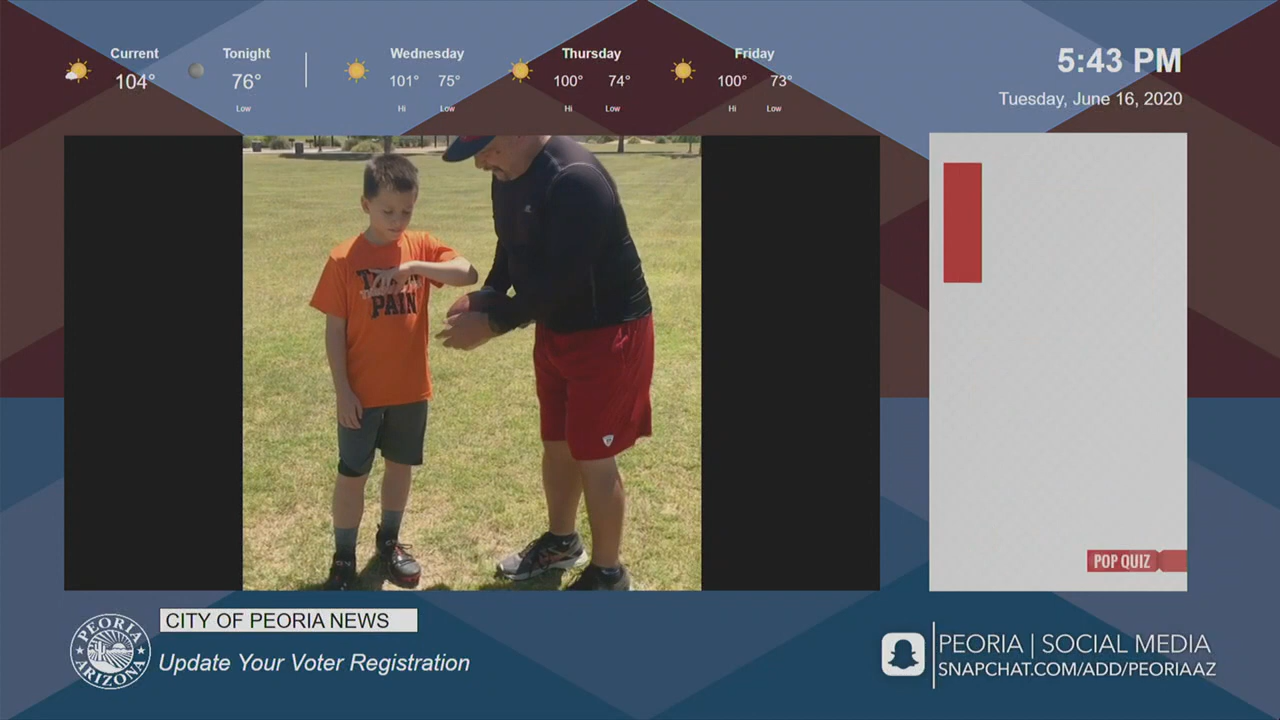 Current
104°
Tonight
76°
Low
Wednesday
101° 75°
Hi Low
Thursday
100° 74°
Hi Low
Friday
100° 73°
Hi Low
5:43 PM
Tuesday, June 16, 2020
PAIN
POP QUIZ
PEORIA
ARIZONA
CITY OF PEORIA NEWS
Update Your Voter Registration
PEORIA | SOCIAL MEDIA
SNAPCHAT.COM/ADD/PEORIAAZ